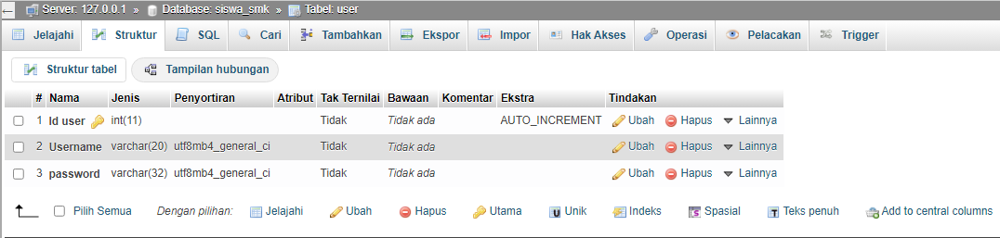 Server: 127.0.0.1 » Database: siswa_smk » Tabel: user
Jelajahi Struktur SQL Cari Tambahkan Ekspor Impor Hak Akses Operasi Pelacakan Trigger
Struktur tabel Tampilan hubungan
# Nama Jenis Penyortiran Atribut Tak Ternilai Bawaan Komentar Ekstra Tindakan
1 Id user int(11) Tidak Tidak ada AUTO_INCREMENT Ubah Hapus Lainnya
2 Username varchar(20) utf8mb4_general_ci Tidak Tidak ada Ubah Hapus Lainnya
3 password varchar(32) utf8mb4_general_ci Tidak Tidak ada Ubah Hapus Lainnya
Pilih Semua Dengan pilihan: Jelajahi Ubah Hapus Utama Unik Indeks Spasial Teks penuh Add to central columns